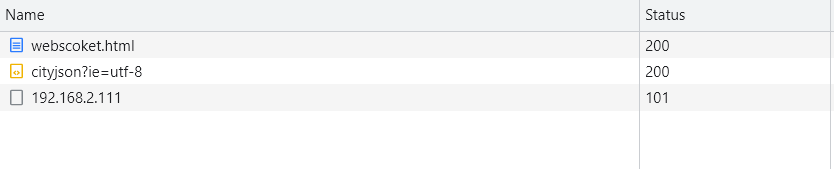 Name Status
webscoket.html 200
cityjson?ie=utf-8 200
192.168.2.111 101